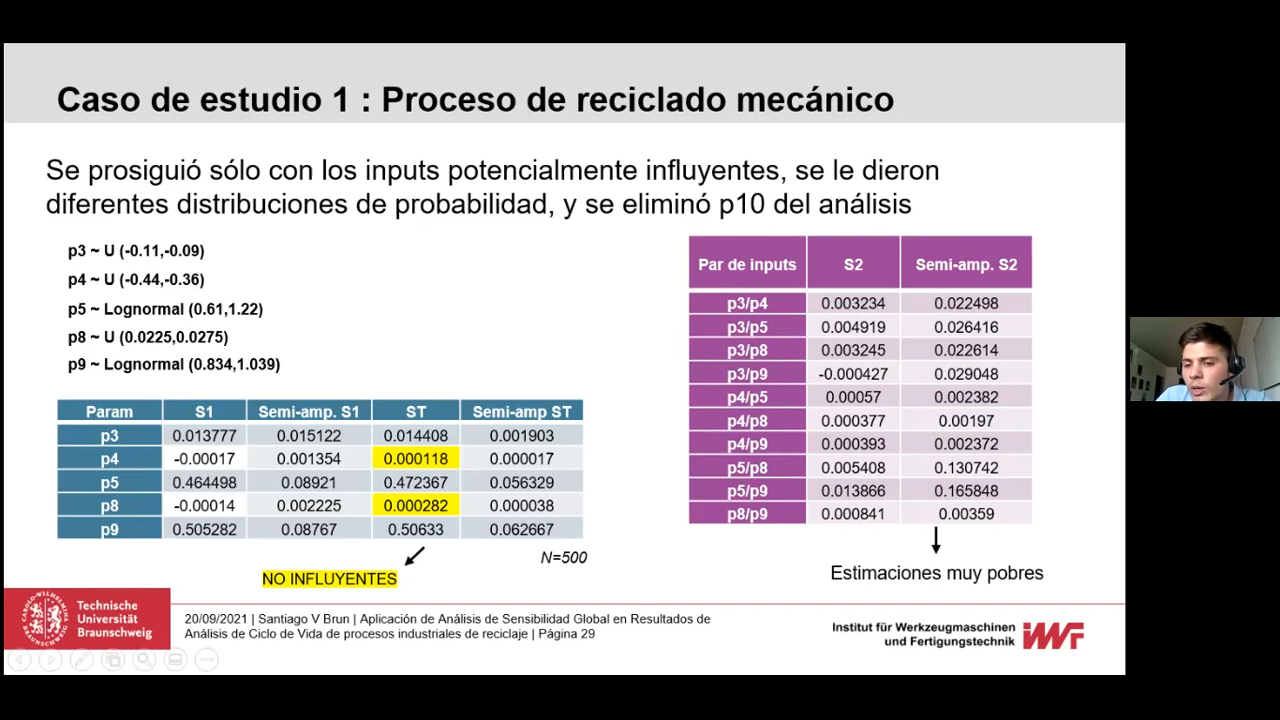 Caso de estudio 1 : Proceso de reciclado mecánico
Se prosiguió sólo con los inputs potencialmente influyentes, se le dieron
diferentes distribuciones de probabilidad, y se eliminó p10 del análisis
p3 ~ U (-0.11,-0.09)
p4 ~ U (-0.44,-0.36)
p5 ~ Lognormal (0.61,1.22)
p8 ~ U (0.0225,0.0275)
p9 ~ Lognormal (0.834,1.039)
Param S1 Semi-amp. S1 ST Semi-amp ST
p3 0.013777 0.015122 0.014408 0.001903
p4 -0.00017 0.001354 0.000118 0.000017
p5 0.464498 0.08921 0.472367 0.056329
p8 -0.00014 0.002225 0.000282 0.000038
p9 0.505282 0.08767 0.50633 0.062667
N=500
NO INFLUYENTES
Par de inputs S2 Semi-amp. S2
p3/p4 0.003234 0.022498
p3/p5 0.004919 0.026416
p3/p8 0.003245 0.022614
p3/p9 -0.000427 0.029048
p4/p5 0.00057 0.002382
p4/p8 0.000377 0.00197
p4/p9 0.000393 0.002372
p5/p8 0.005408 0.130742
p5/p9 0.013866 0.165848
p8/p9 0.000841 0.00359
Estimaciones muy pobres
Technische
Universität
Braunschweig
20/09/2021 | Santiago V Brun | Aplicación de Análisis de Sensibilidad Global en Resultados de
Análisis de Ciclo de Vida de procesos industriales de reciclaje | Página 29
Institut für Werkzeugmaschinen
und Fertigungstechnik
iWF